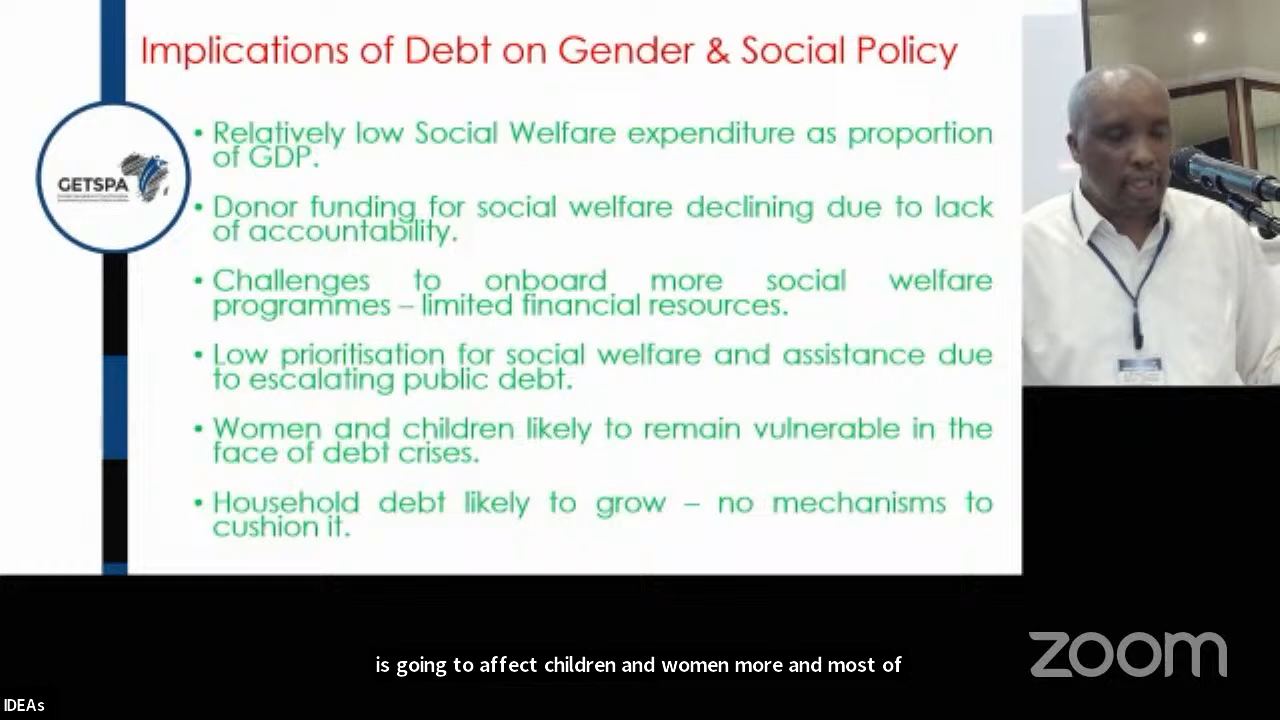 Implications of Debt on Gender & Social Policy
GETSPA
• Relatively low Social Welfare expenditure as proportion
of GDP.
• Donor funding for social welfare declining due to lack
of accountability.
• Challenges to onboard more social welfare
programmes – limited financial resources.
• Low prioritisation for social welfare and assistance due
to escalating public debt.
• Women and children likely to remain vulnerable in the
face of debt crises.
• Household debt likely to grow – no mechanisms to
cushion it.
is going to affect children and women more and most of
zoom
IDEAs